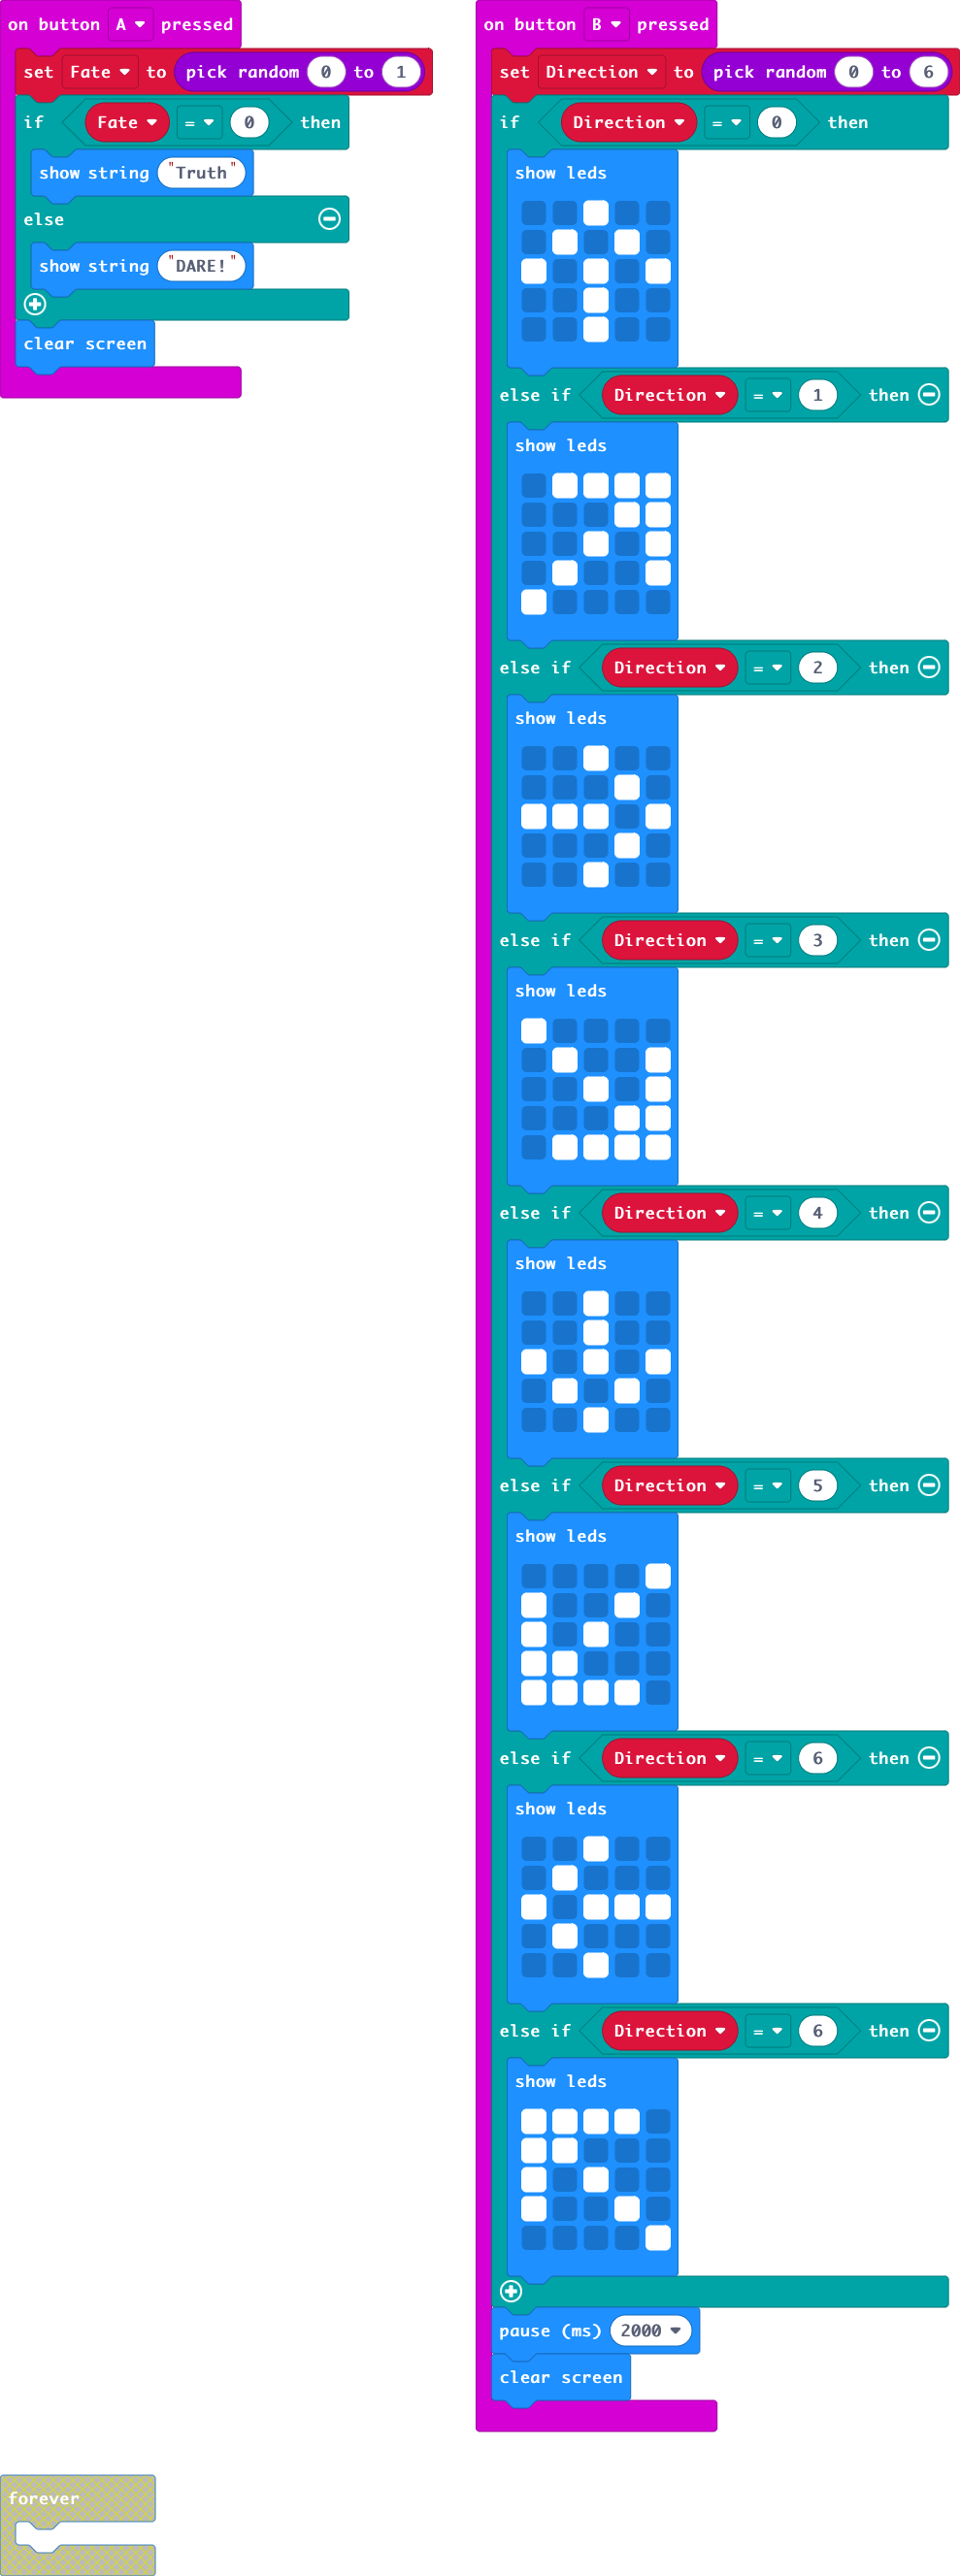 on button A pressed
set Fate to pick random 0 to 1
if Fate = 0 then
show string "Truth"
else
show string "DARE!"
clear screen
on button B pressed
set Direction to pick random 0 to 6
if Direction = 0 then
show leds
else if Direction = 1 then
show leds
else if Direction = 2 then
show leds
else if Direction = 3 then
show leds
else if Direction = 4 then
show leds
else if Direction = 5 then
show leds
else if Direction = 6 then
show leds
else if Direction = 6 then
show leds
pause (ms) 2000
clear screen
forever